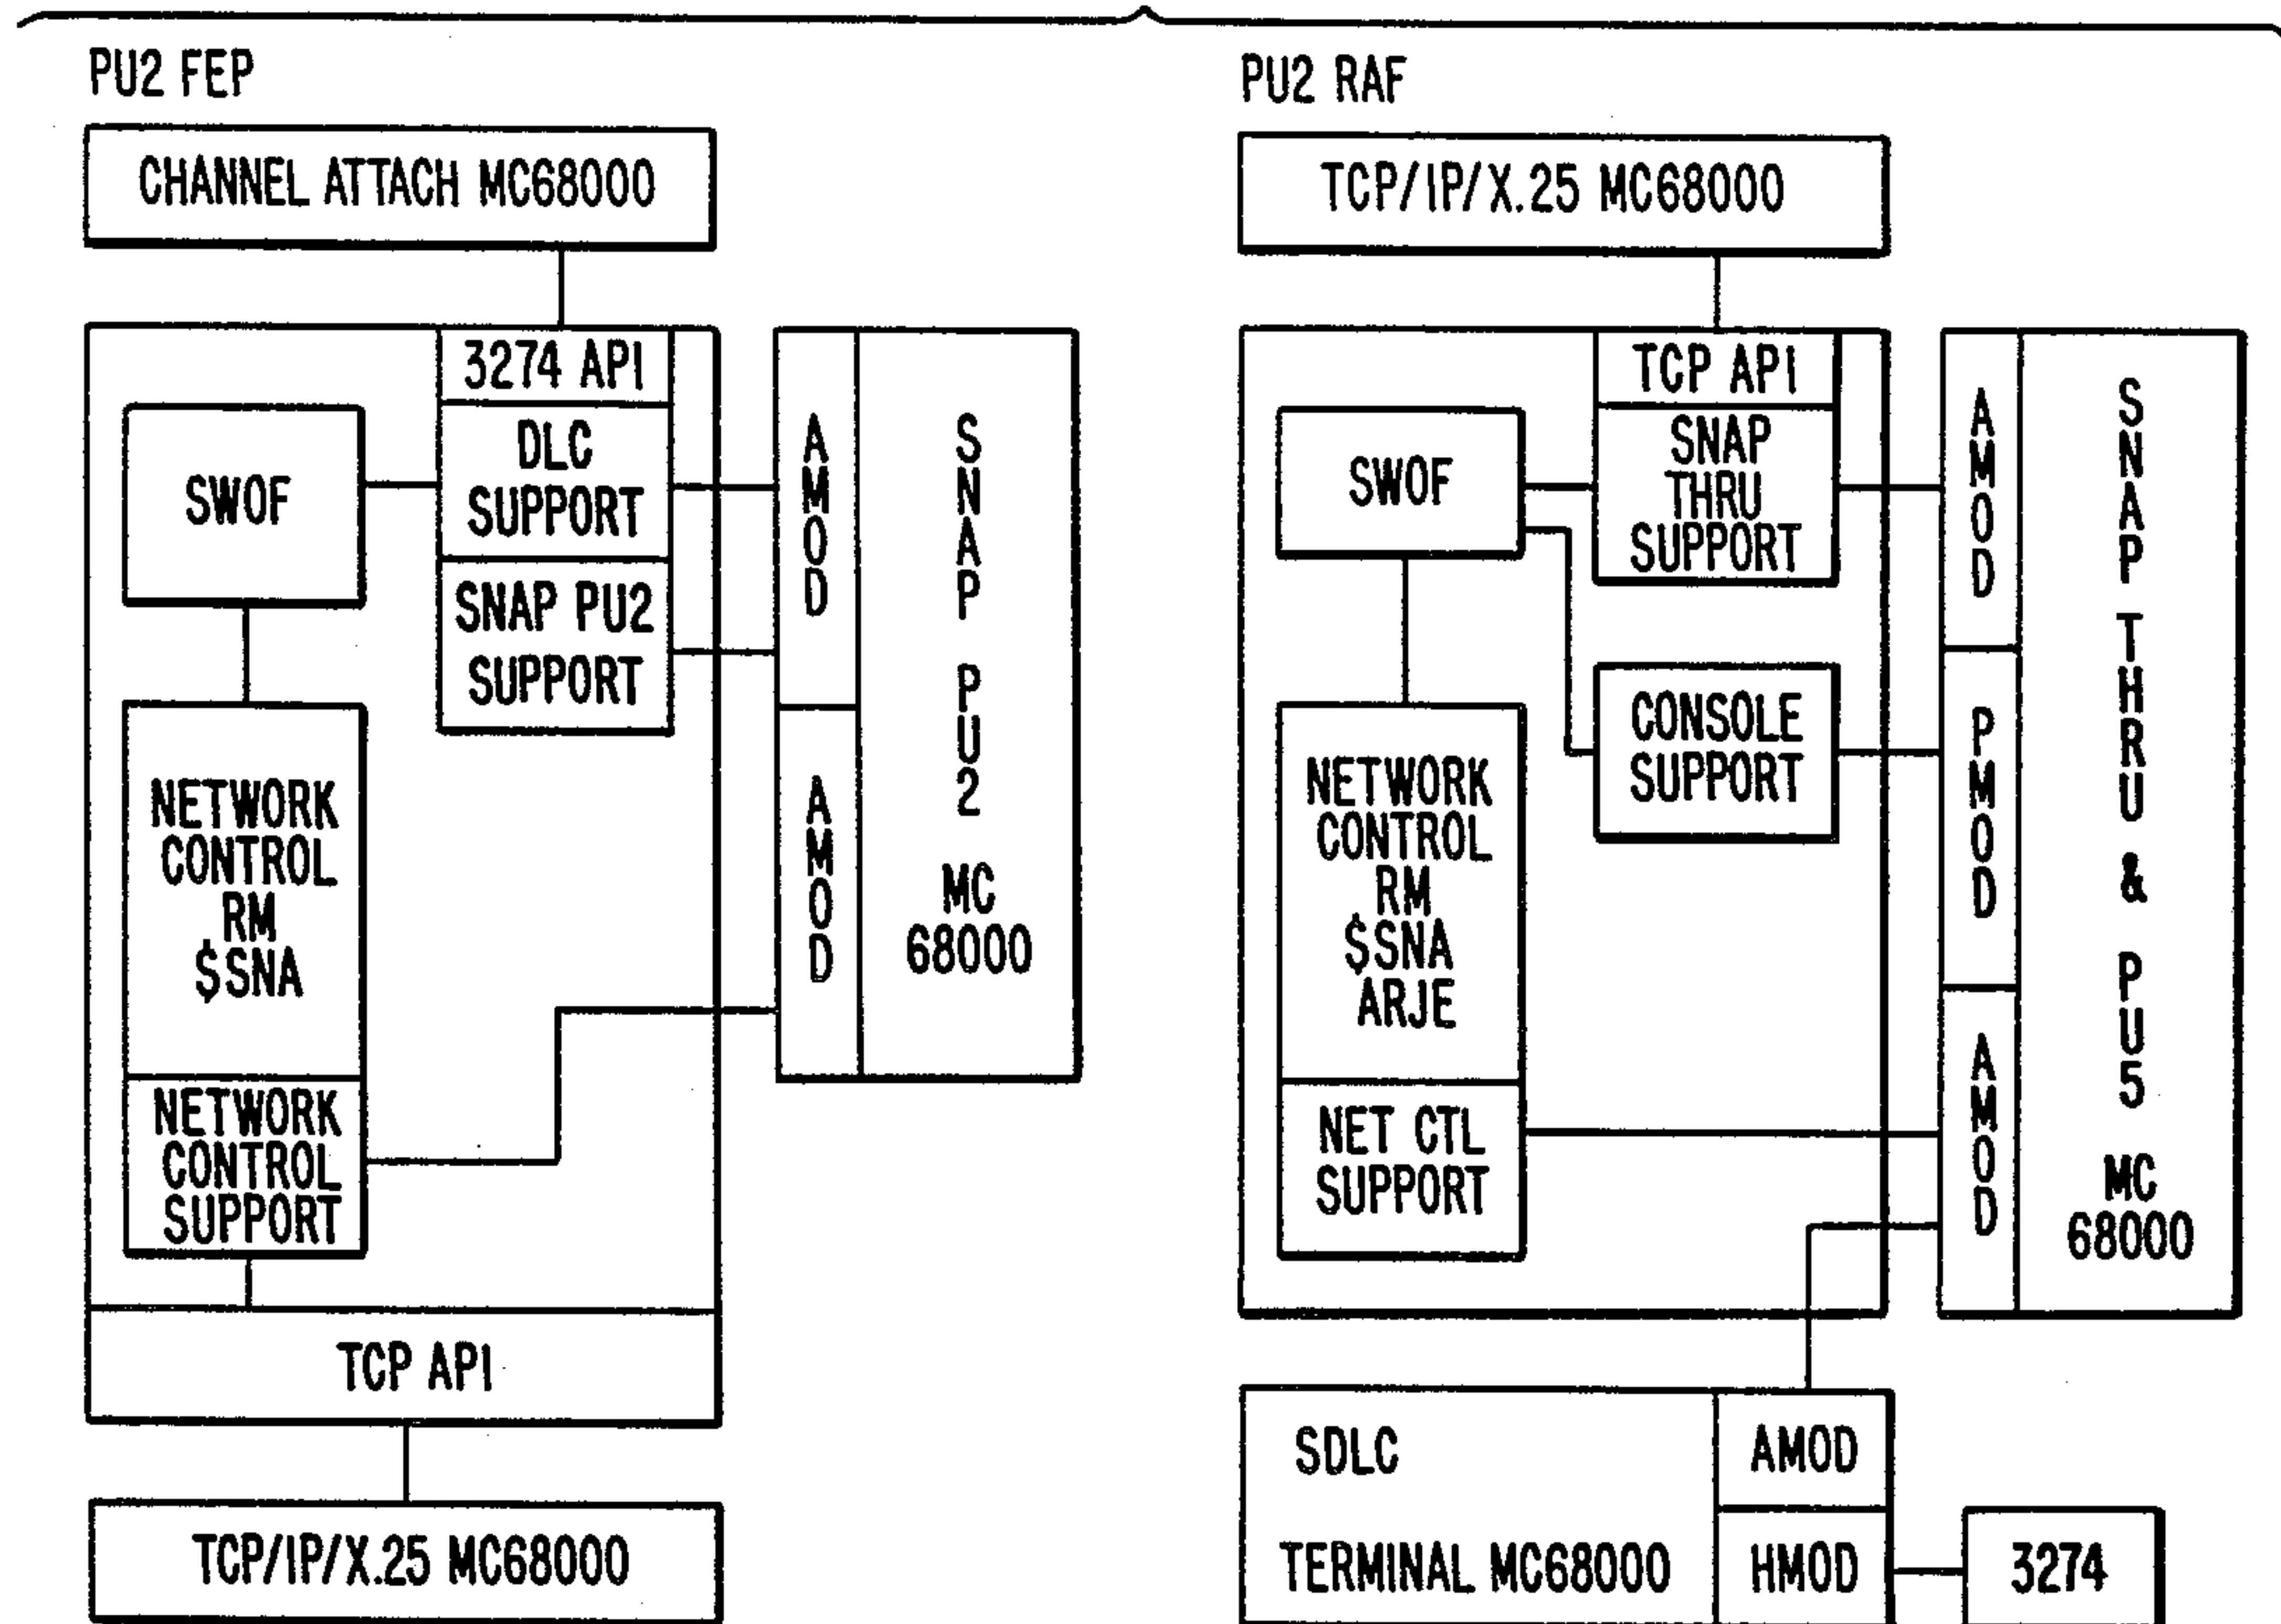 PU2 FEP
CHANNEL ATTACH MC68000
3274 API
DLC
SUPPORT
SWOF
SNAP PU2
SUPPORT
NETWORK
CONTROL
RM
$SNA
NETWORK
CONTROL
SUPPORT
TCP API
TCP/IP/X.25 MC68000
AMOD
AMOD
SNAP PU2
MC
68000
PU2 RAF
TCP/IP/X.25 MC68000
TCP API
SNAP
THRU
SUPPORT
SWOF
CONSOLE
SUPPORT
NETWORK
CONTROL
RM
$SNA
ARJE
NET CTL
SUPPORT
AMOD
PMOD
AMOD
SNAP THRU & PU5
MC
68000
SDLC
TERMINAL MC68000
AMOD
HMOD
3274